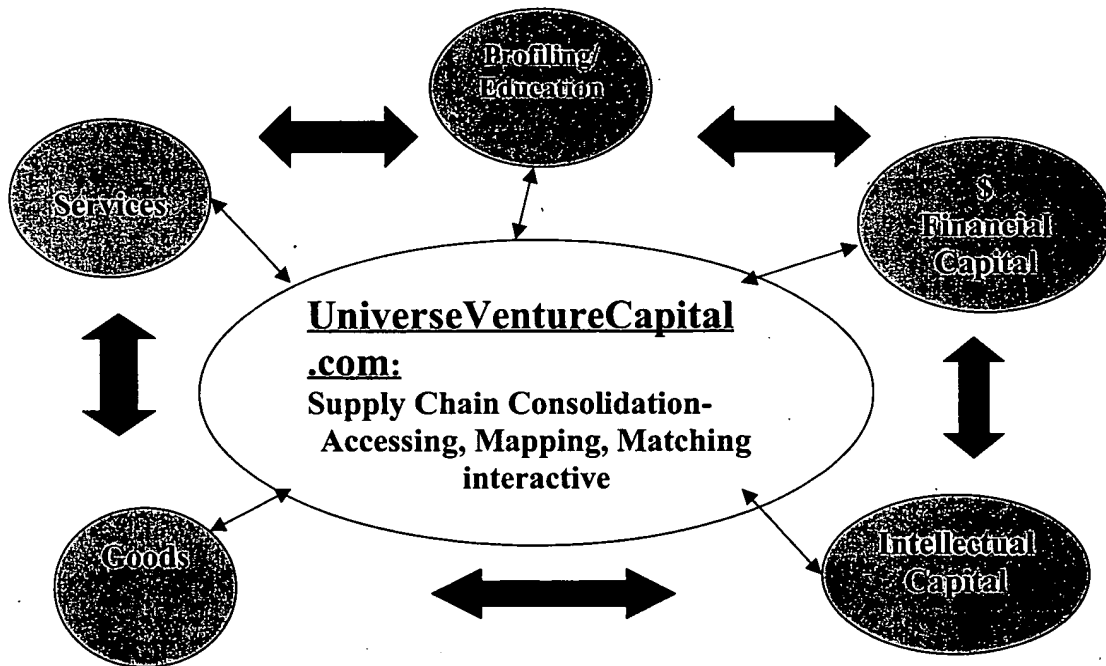 Profiling/
Education
Services
$
Financial
Capital
UniverseVentureCapital
.com:
Supply Chain Consolidation-
Accessing, Mapping, Matching
interactive
Goods
Intellectual
Capital